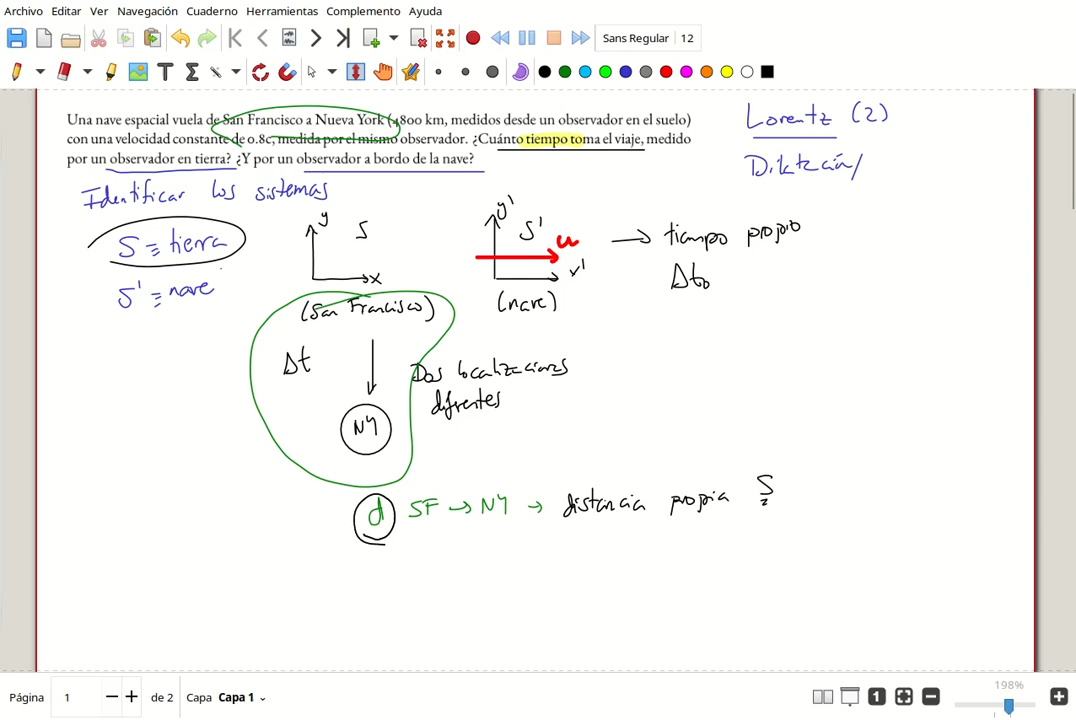 Archivo Editar Ver Navegación Cuaderno Herramientas Complemento Ayuda
Sans Regular 12
Una nave espacial vuela de San Francisco a Nueva York (4800 km, medidos desde un observador en el suelo)
con una velocidad constante de 0.8c, medida por el mismo observador. ¿Cuánto tiempo toma el viaje, medido
por un observador en tierra? ¿Y por un observador a bordo de la nave?
Lorentz (2)
Dilatación/
Identificar los sistemas
S ≡ tierra
S' ≡ nave
y S
x
(San Francisco)
y' S' u
x'
(nave)
→ tiempo propio
Δt₀
Δt
Dos localizaciones
difrentes
NY
d SF → NY → distancia propia S
Página 1 de 2 Capa Capa 1
198%
1